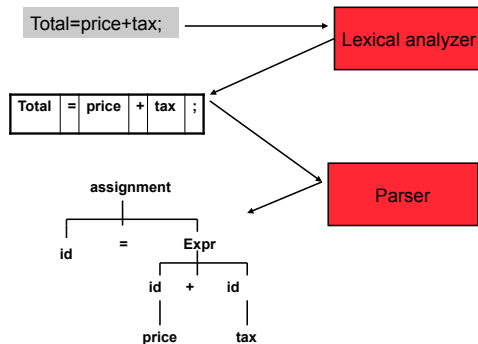 Total=price+tax;
Lexical analyzer
Total = price + tax ;
Parser
assignment
id = Expr
id + id
price tax